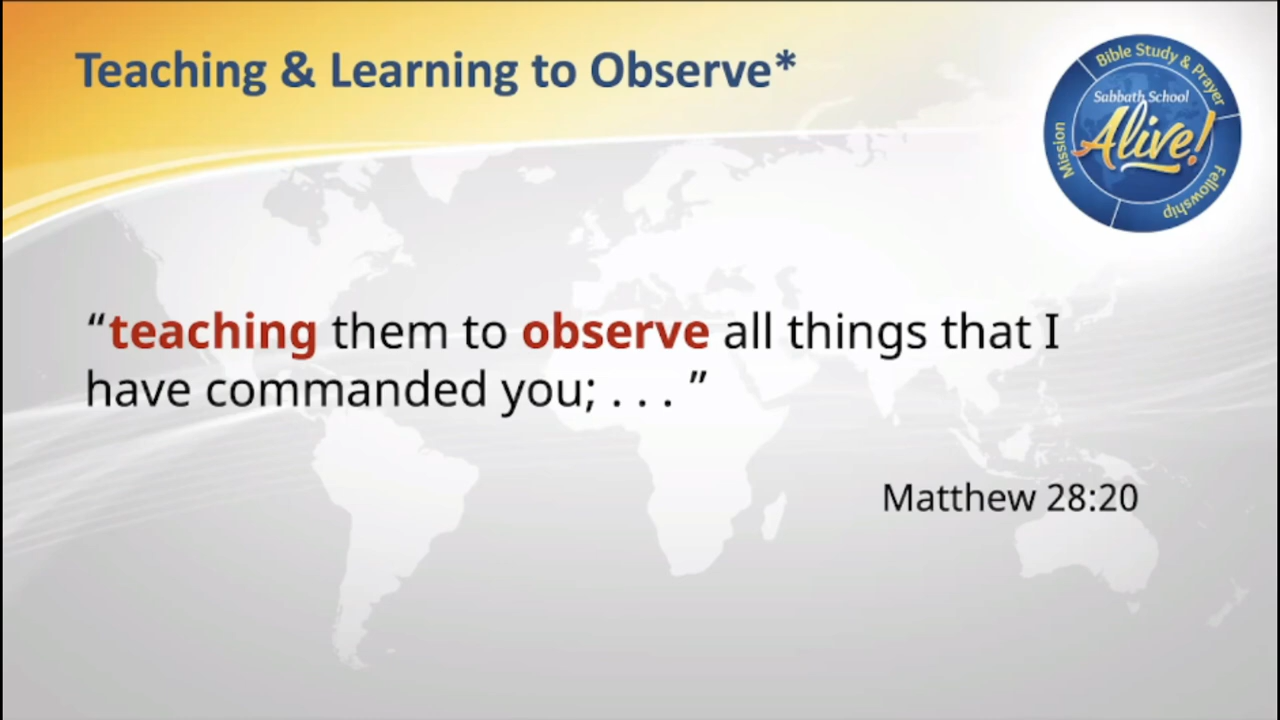 Teaching & Learning to Observe*
Bible Study & Prayer
Sabbath School
Alive!
Mission
Fellowship
“teaching them to observe all things that I
have commanded you; . . . ”
Matthew 28:20